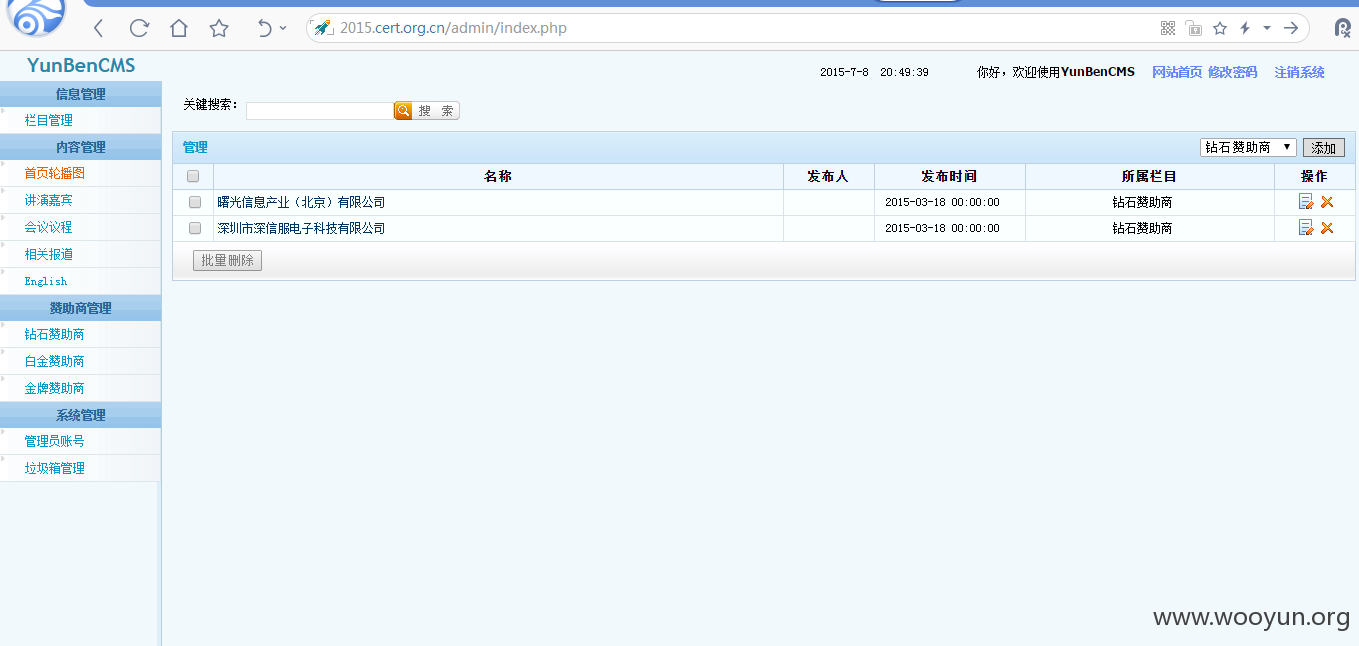 2015.cert.org.cn/admin/index.php
YunBenCMS
2015-7-8 20:49:39 你好，欢迎使用YunBenCMS 网站首页 修改密码 注销系统
信息管理
栏目管理
内容管理
首页轮播图
讲演嘉宾
会议议程
相关报道
English
赞助商管理
钻石赞助商
白金赞助商
金牌赞助商
系统管理
管理员账号
垃圾箱管理
关键搜索： 搜 索
管理 钻石赞助商 添加
名称 发布人 发布时间 所属栏目 操作
曙光信息产业（北京）有限公司 2015-03-18 00:00:00 钻石赞助商
深圳市深信服电子科技有限公司 2015-03-18 00:00:00 钻石赞助商
批量删除
www.wooyun.org